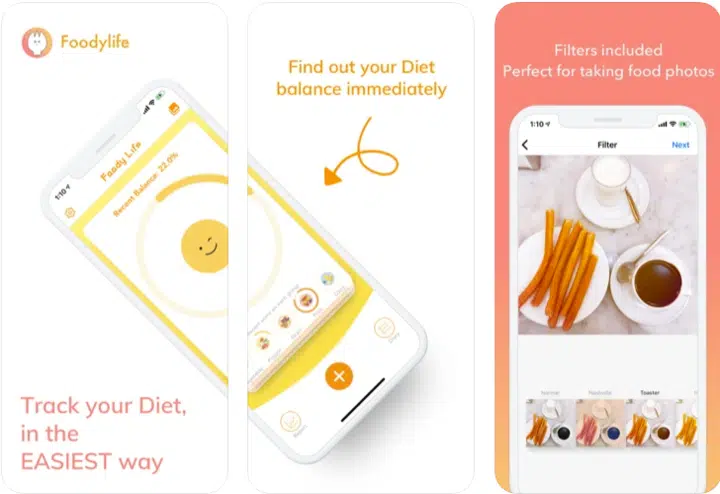 Foodylife
1:10
Foody Life
Recent Balance: 22.0%
Track your Diet,
in the
EASIEST way
Find out your Diet
balance immediately
Filters included
Perfect for taking food photos
1:10
Filter
Next
Normal
Nashville
Toaster